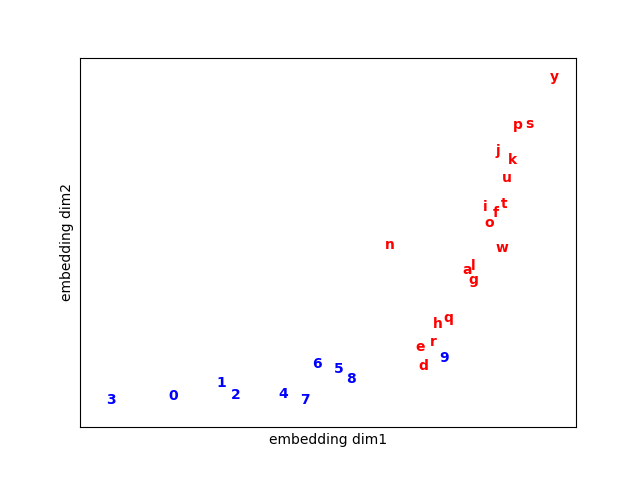 y
p s
j
k
u
i f t
o
n
w
a l
g
h q
e r
d 9
6 5
8
1
2
3 0 4 7
embedding dim2
embedding dim1